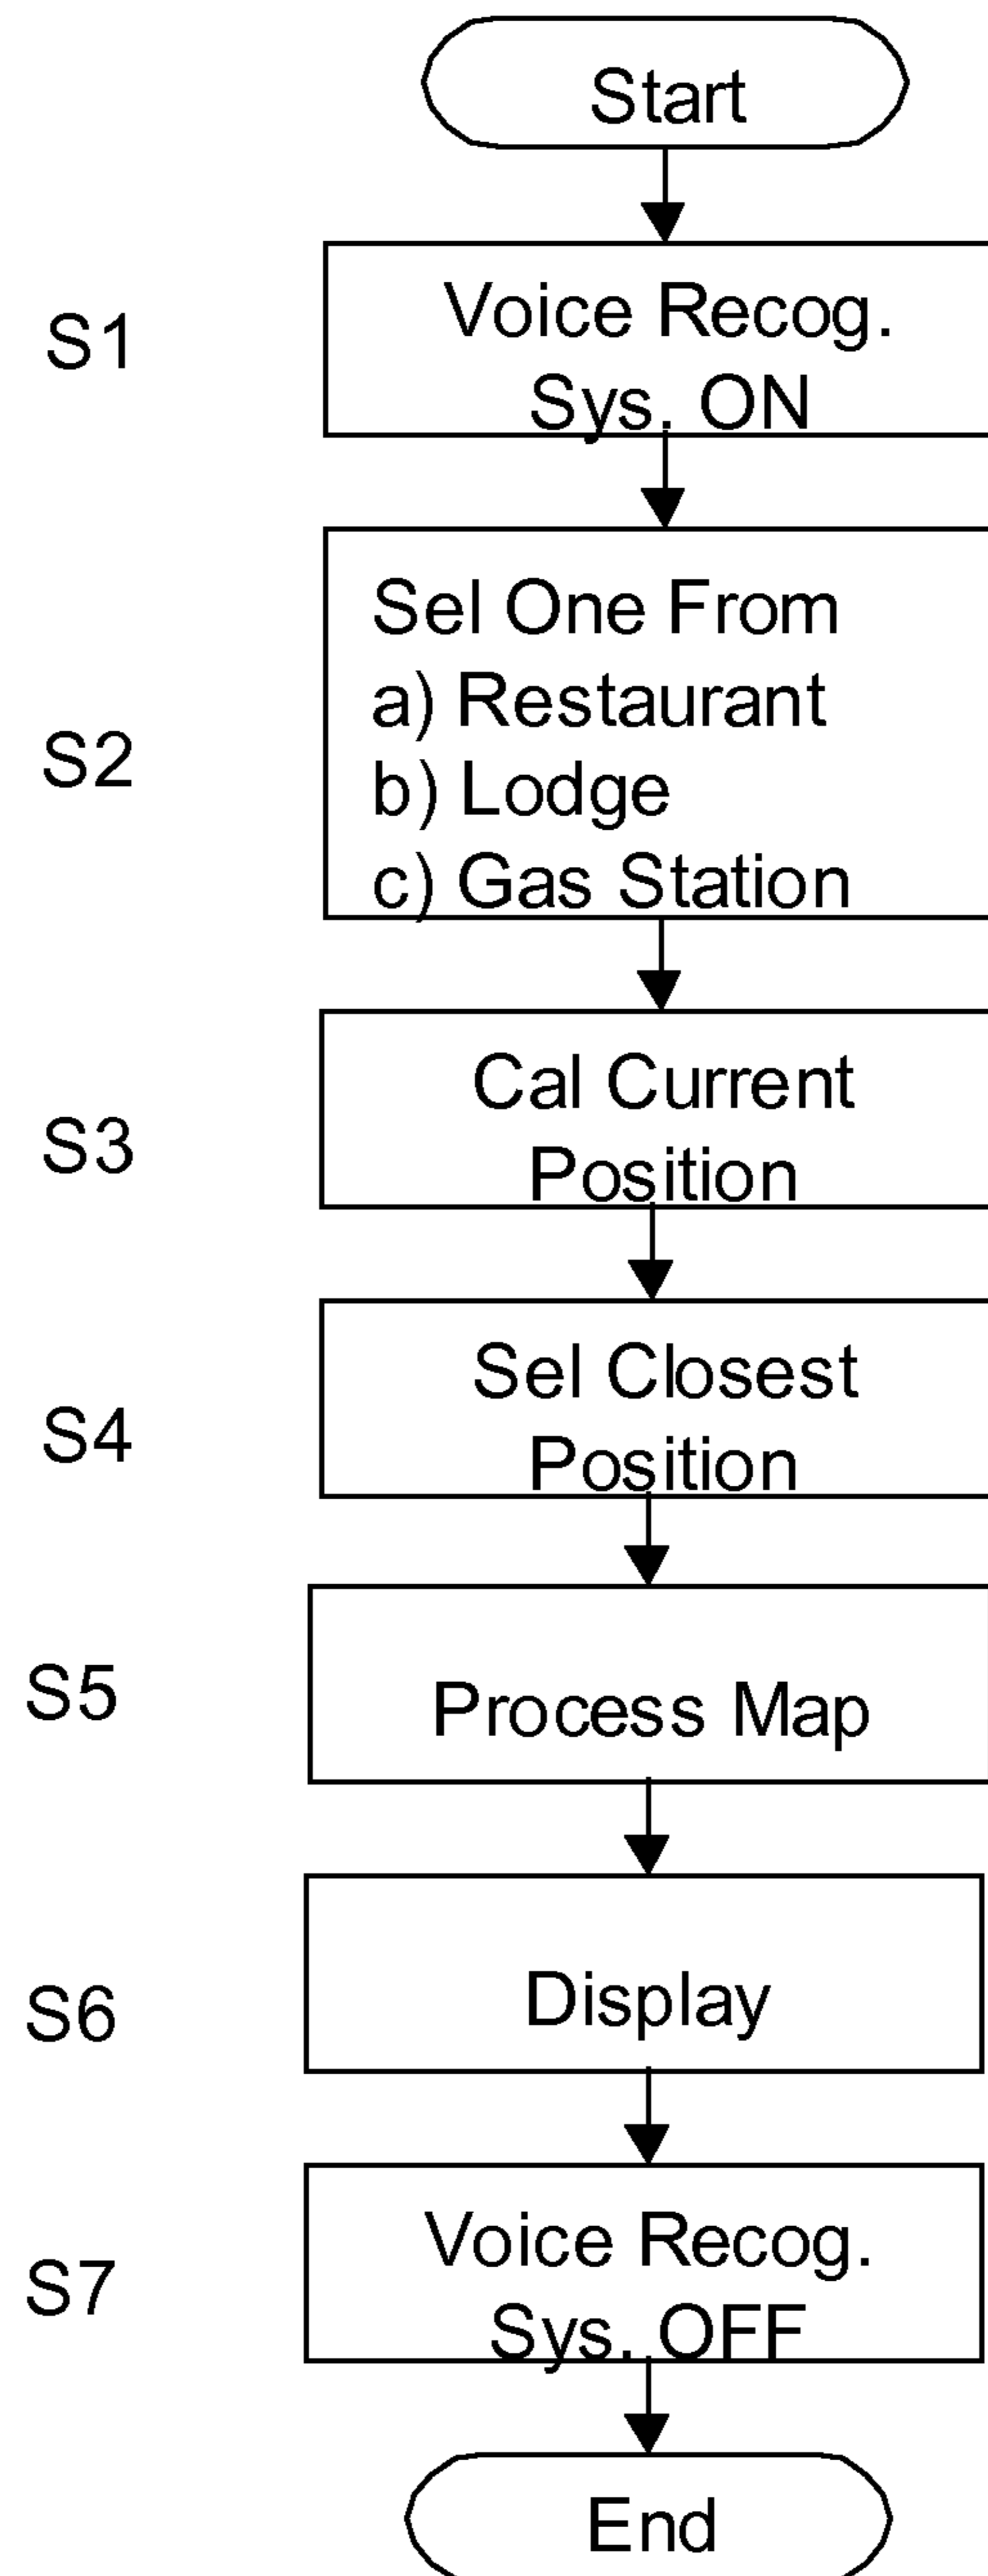 Start
S1
Voice Recog.
Sys. ON
S2
Sel One From
a) Restaurant
b) Lodge
c) Gas Station
S3
Cal Current
Position
S4
Sel Closest
Position
S5
Process Map
S6
Display
S7
Voice Recog.
Sys. OFF
End